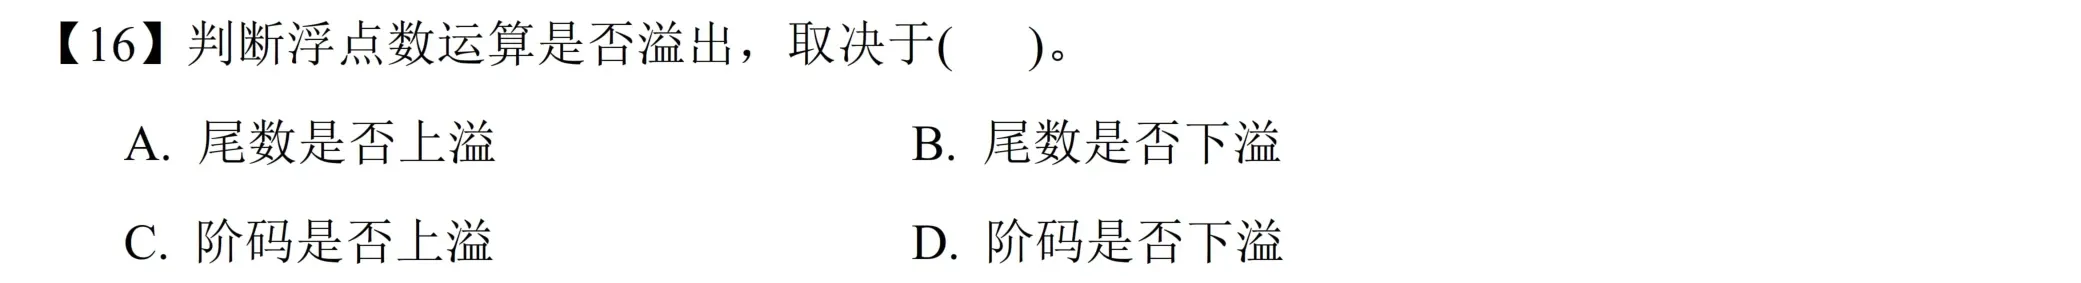 【16】判断浮点数运算是否溢出，取决于(    )。
A. 尾数是否上溢    B. 尾数是否下溢
C. 阶码是否上溢    D. 阶码是否下溢